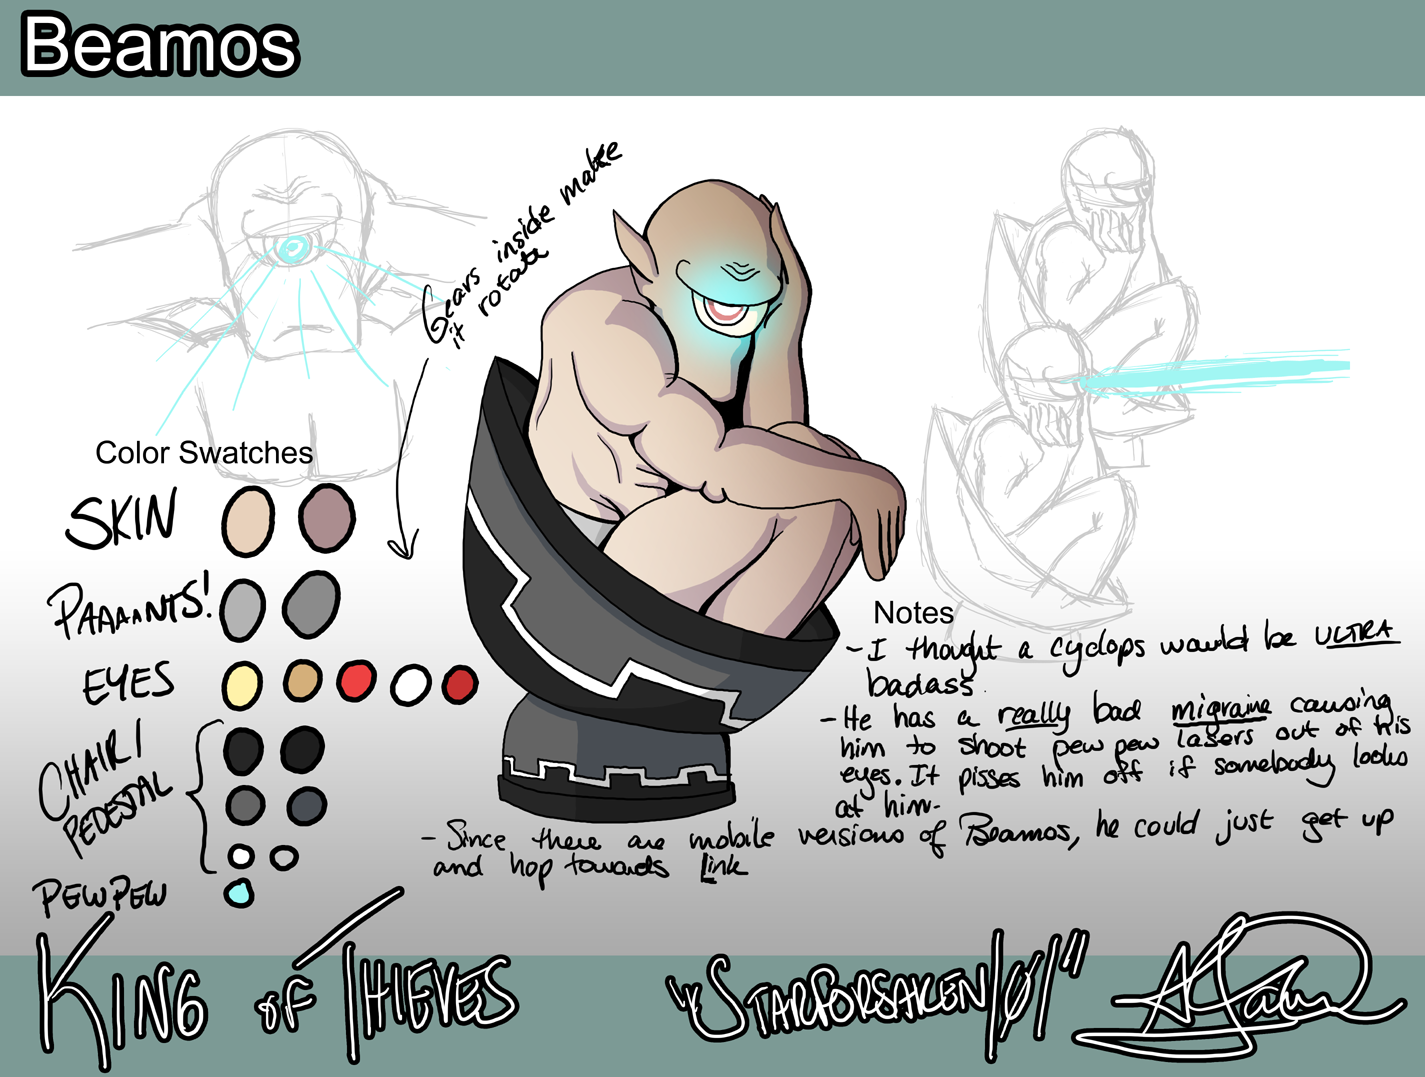 Beamos
Gears inside make
it rotate
Color Swatches
SKIN
PAAAANTS!
EYES
CHAIR/
PEDESTAL
PEWPEW
Notes
- I thought a cyclops would be ULTRA
badass.
- He has a really bad migraine causing
him to shoot pew pew lasers out of his
eyes. It pisses him off if somebody looks
at him.
- Since there are mobile versions of Beamos, he could just get up
and hop towards Link
KING OF THIEVES
"STARFORSAKEN101"